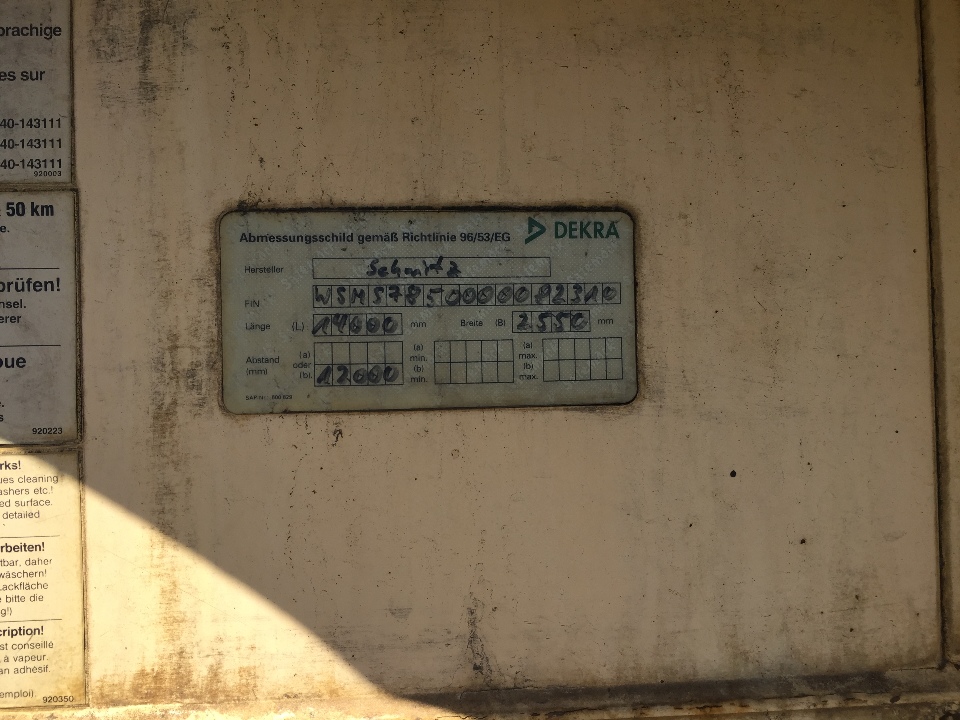 prachige
es sur
40-143111
40-143111
40-143111
920003
50 km
e.
prüfen!
nsel.
erer
oue
e.
s
920223
rks!
ues cleaning
ashers etc.!
ed surface.
detailed
rbeiten!
tbar, daher
wäschern!
Lackfläche
e bitte die
g!)
cription!
st conseillé
à vapeur.
an adhésif.
emploi)
920350
Abmessungsschild gemäß Richtlinie 96/53/EG DEKRA
Hersteller Schmitz
FIN WSMS7850000082310
Länge (L) 14000 mm Breite (B) 2550 mm
Abstand (mm) (a) oder (b) 12000 (a) min. (b) min. (a) max. (b) max.